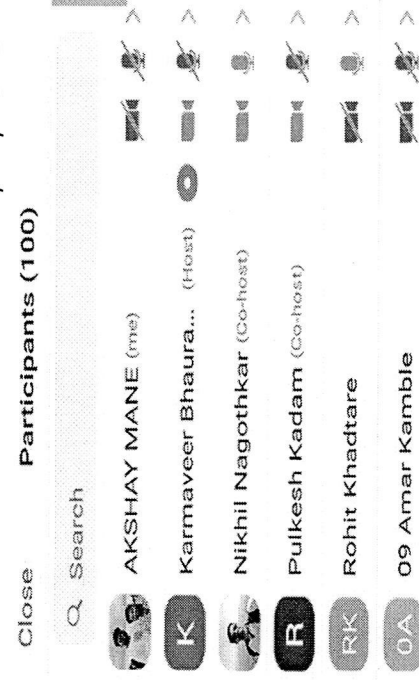 Close Participants (100)
Search
AKSHAY MANE (me)
K Karmaveer Bhaura... (Host)
Nikhil Nagothkar (Co-host)
R Pulkesh Kadam (Co-host)
RK Rohit Khadtare
0A 09 Amar Kamble